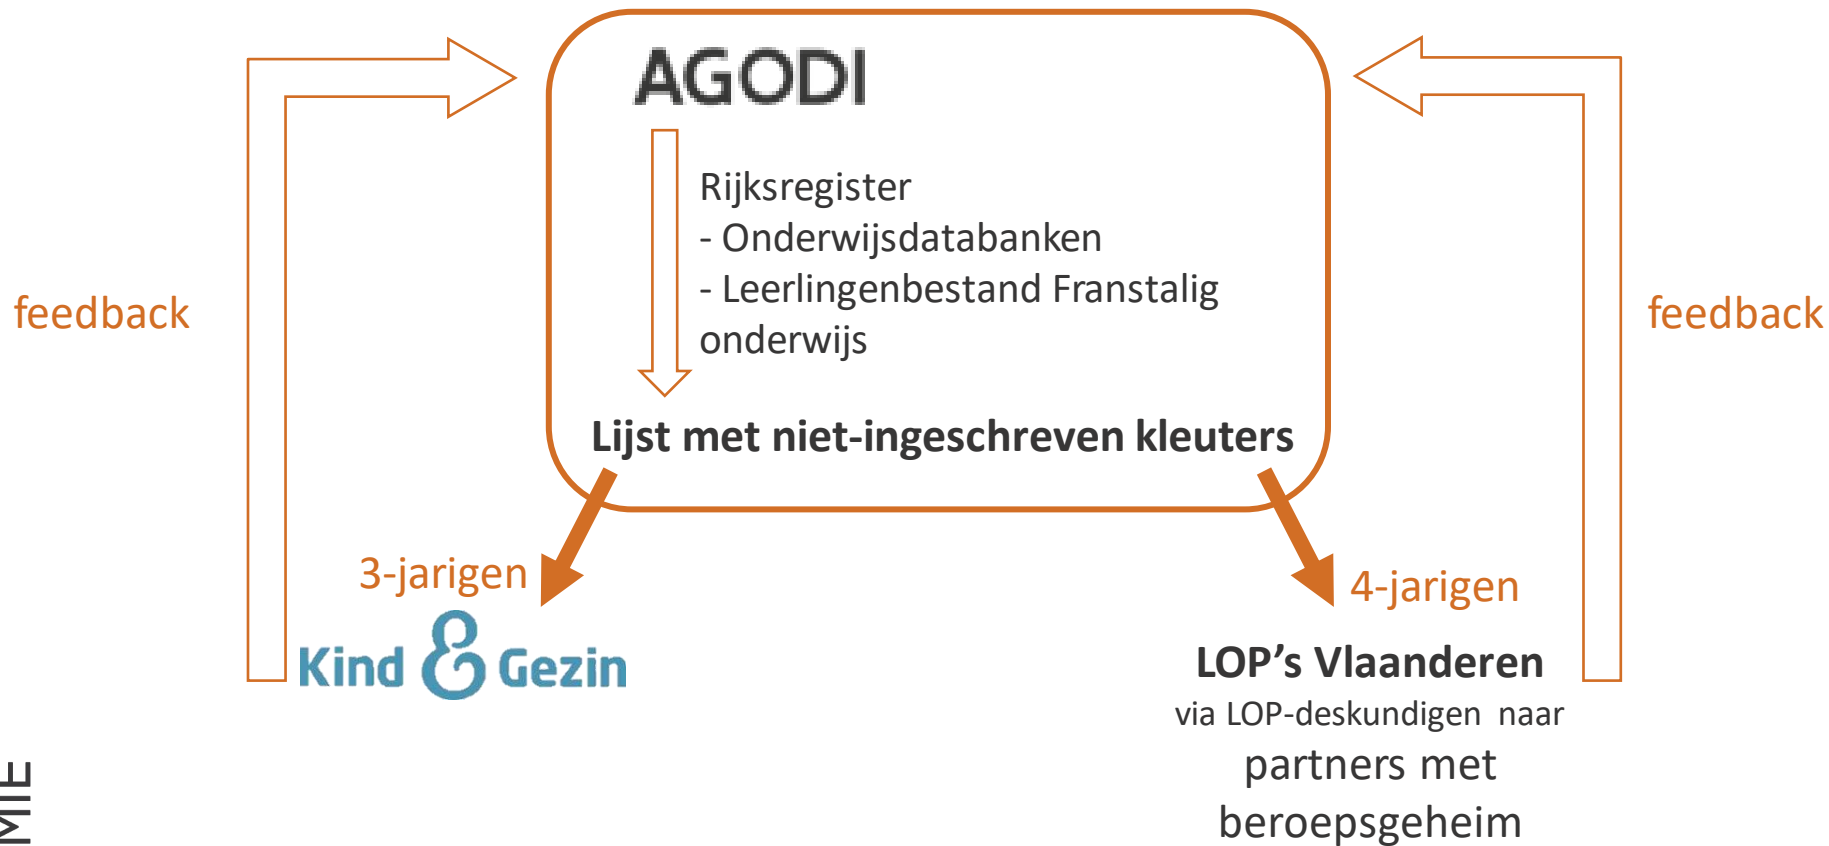 AGODI
Rijksregister
- Onderwijsdatabanken
- Leerlingenbestand Franstalig
onderwijs
Lijst met niet-ingeschreven kleuters
feedback
feedback
3-jarigen
Kind & Gezin
4-jarigen
LOP’s Vlaanderen
via LOP-deskundigen naar
partners met
beroepsgeheim
MIE